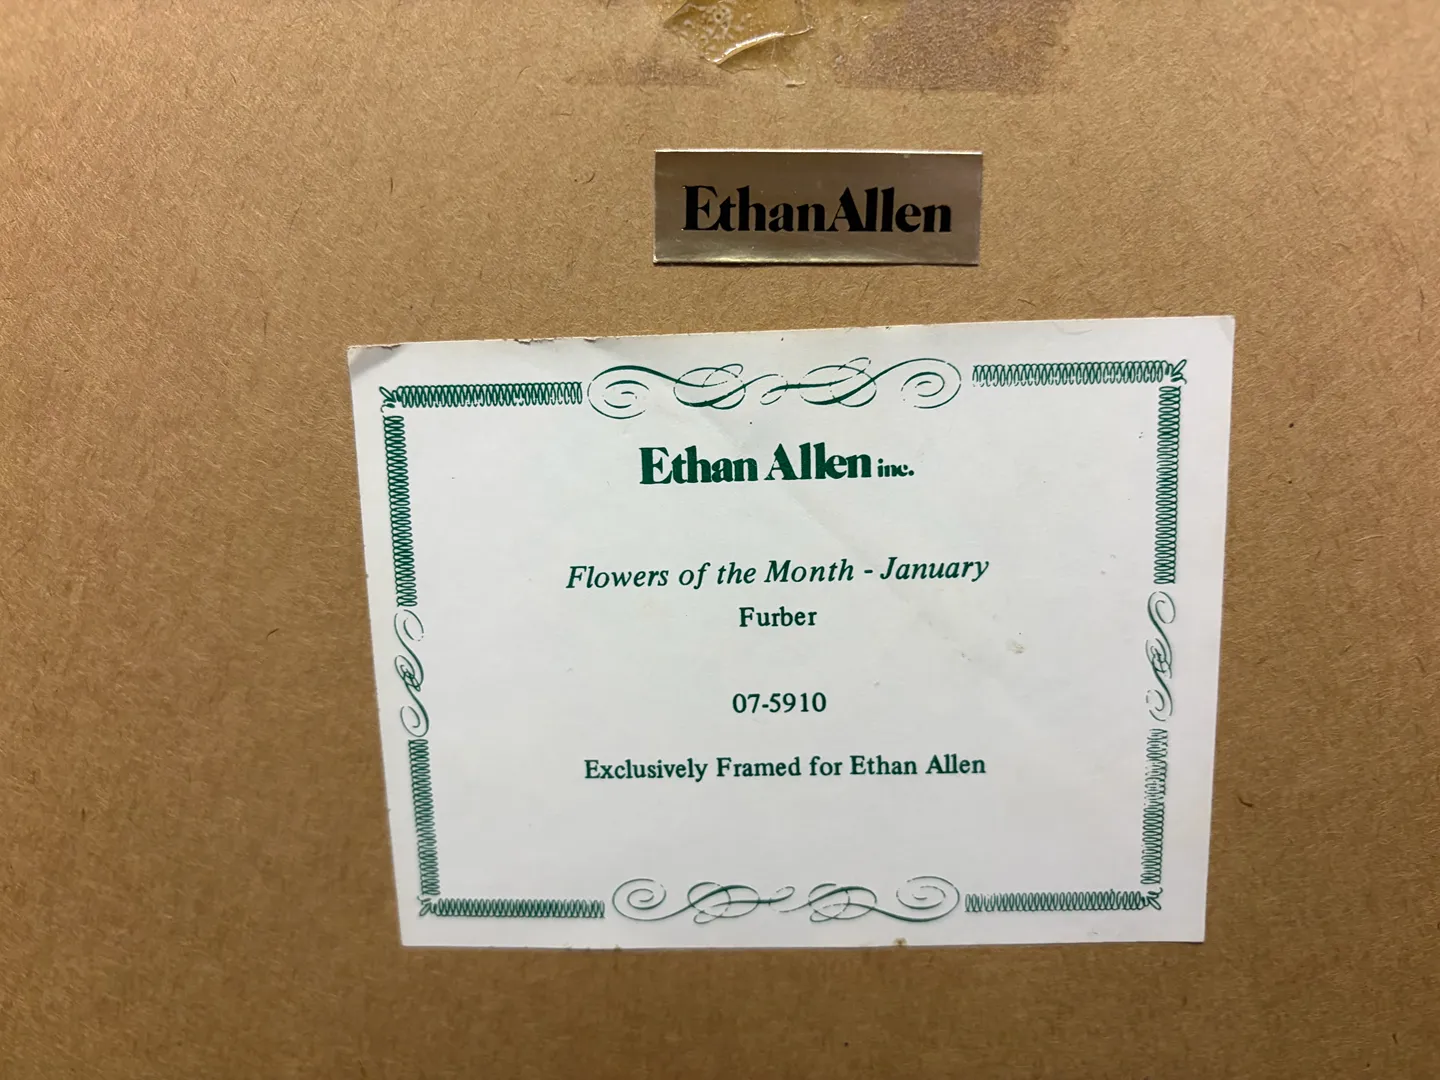 EthanAllen
Ethan Allen inc.
Flowers of the Month - January
Furber
07-5910
Exclusively Framed for Ethan Allen